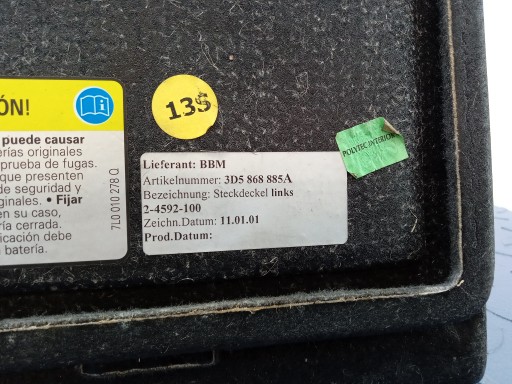 ÓN!
puede causar
erías originales
prueba de fugas.
que presenten
de seguridad y
ginales. • Fijar
en su caso,
ría cerrada.
icación debe
a batería.
7L0 010 278 Q
13S
POLYTEC INTERIOR
Lieferant: BBM
Artikelnummer: 3D5 868 885A
Bezeichnung: Steckdeckel links
2-4592-100
Zeichn.Datum: 11.01.01
Prod.Datum: